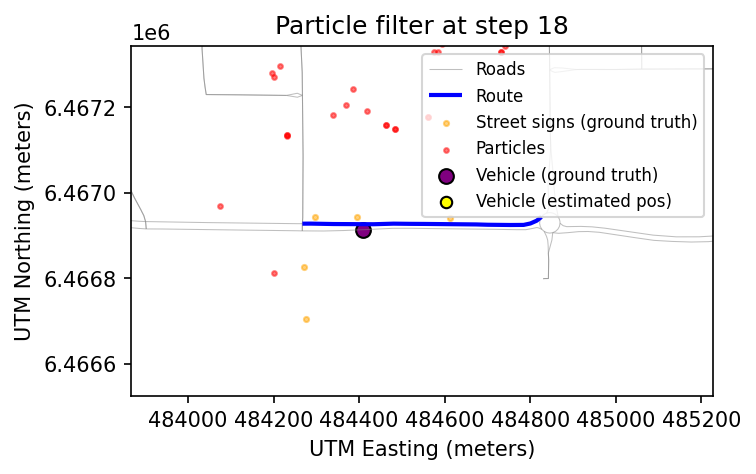 Particle filter at step 18
1e6
Roads
Route
Street signs (ground truth)
Particles
Vehicle (ground truth)
Vehicle (estimated pos)
6.4672
6.4670
6.4668
6.4666
UTM Northing (meters)
484000 484200 484400 484600 484800 485000 485200
UTM Easting (meters)